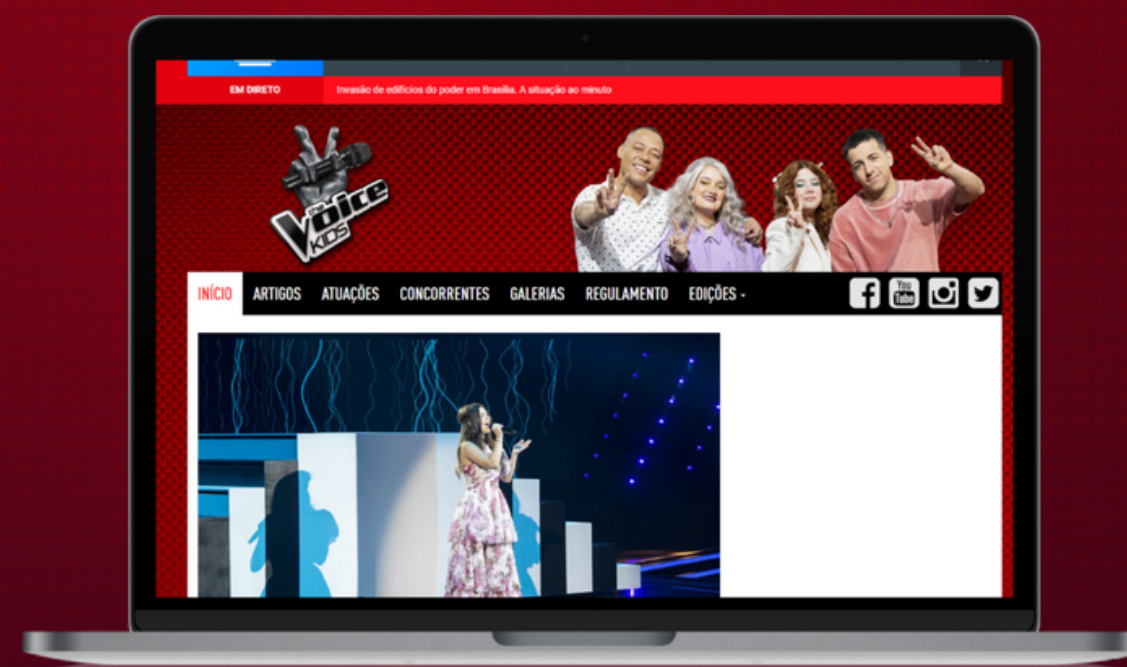 EM DIRETO
Invasão de edifícios do poder em Brasília. A situação ao minuto
the
Voice
KIDS
INÍCIO ARTIGOS ATUAÇÕES CONCORRENTES GALERIAS REGULAMENTO EDIÇÕES
You
Tube